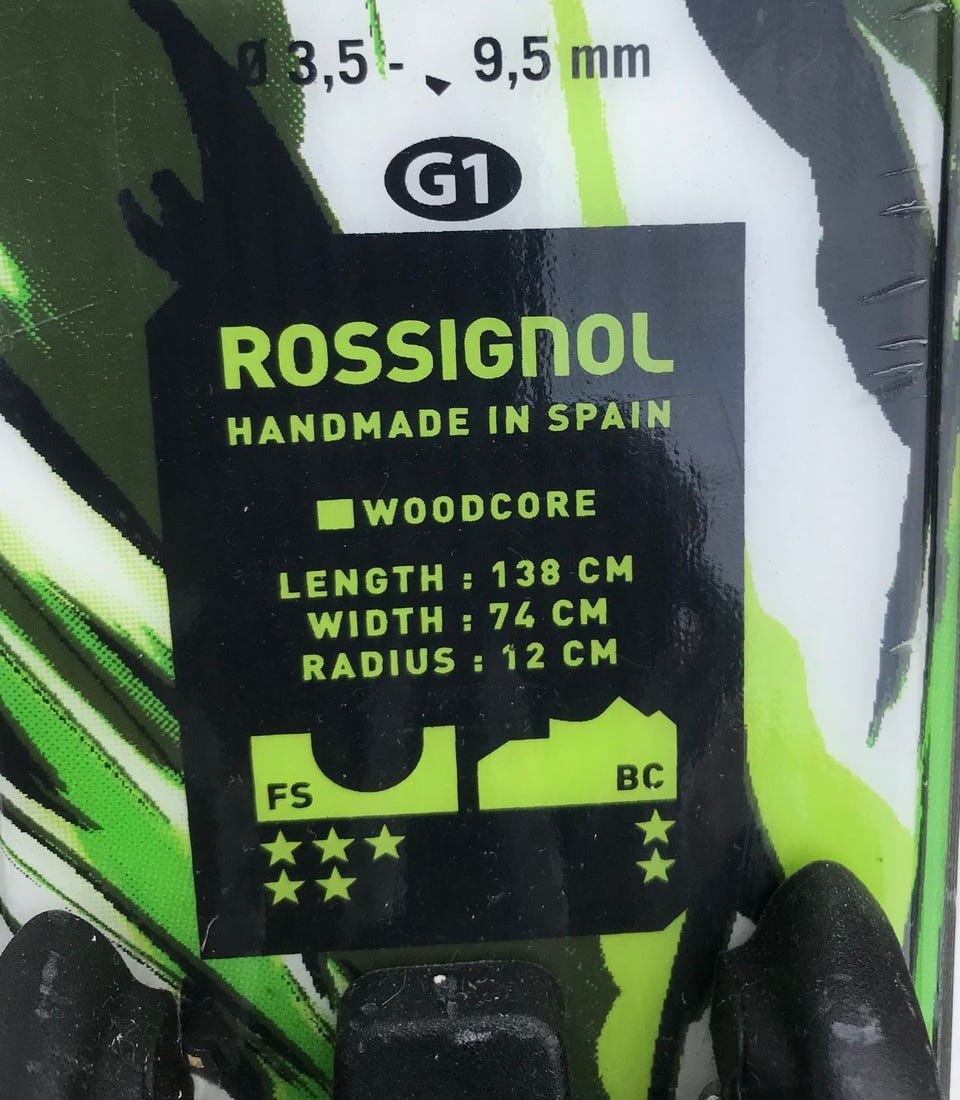 Ø 3,5 - 9,5 mm
G1
ROSSIGNOL
HANDMADE IN SPAIN
WOODCORE
LENGTH : 138 CM
WIDTH : 74 CM
RADIUS : 12 CM
FS
BC